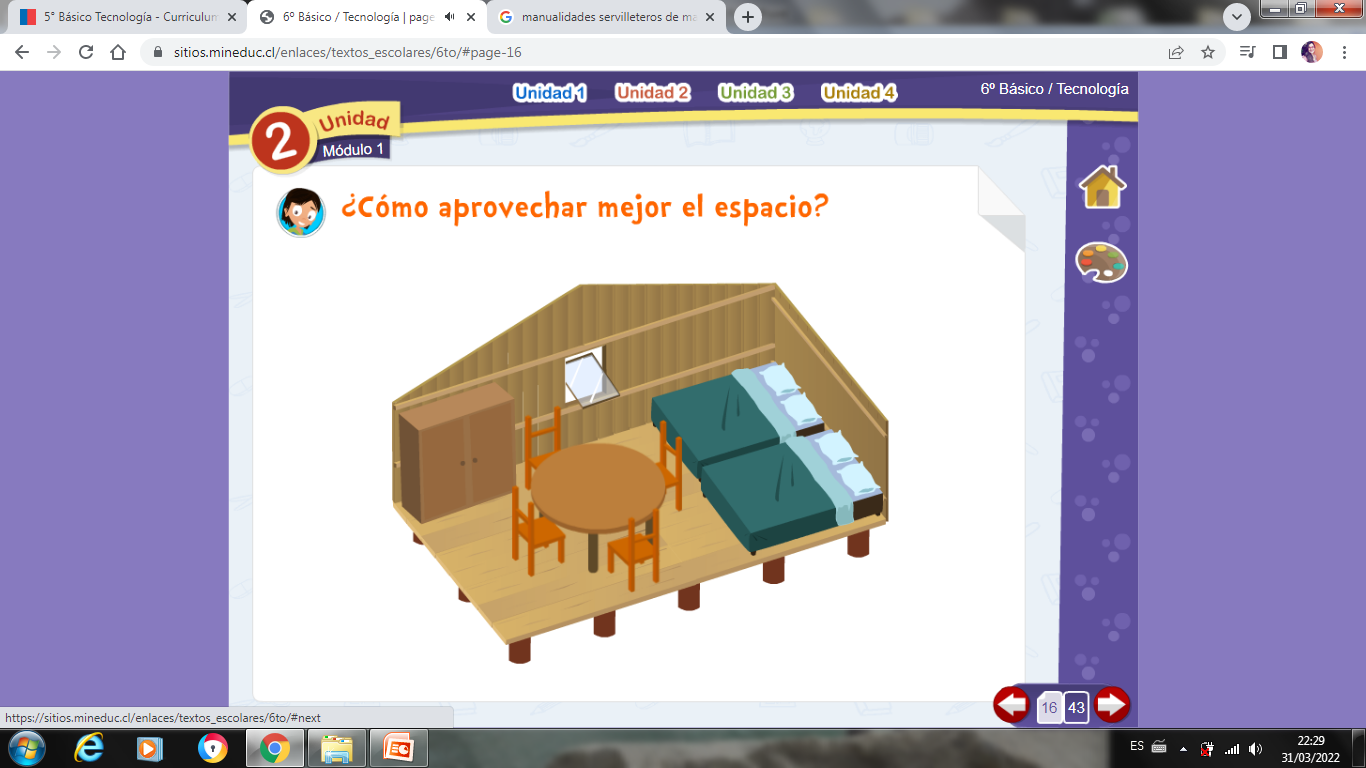 5° Básico Tecnología - Curriculum
6º Básico / Tecnología | page
manualidades servilleteros de ma
sitios.mineduc.cl/enlaces/textos_escolares/6to/#page-16
Unidad 1
Unidad 2
Unidad 3
Unidad 4
6º Básico / Tecnología
2
Unidad
Módulo 1
¿Cómo aprovechar mejor el espacio?
16
43
https://sitios.mineduc.cl/enlaces/textos_escolares/6to/#next
ES
22:29
31/03/2022